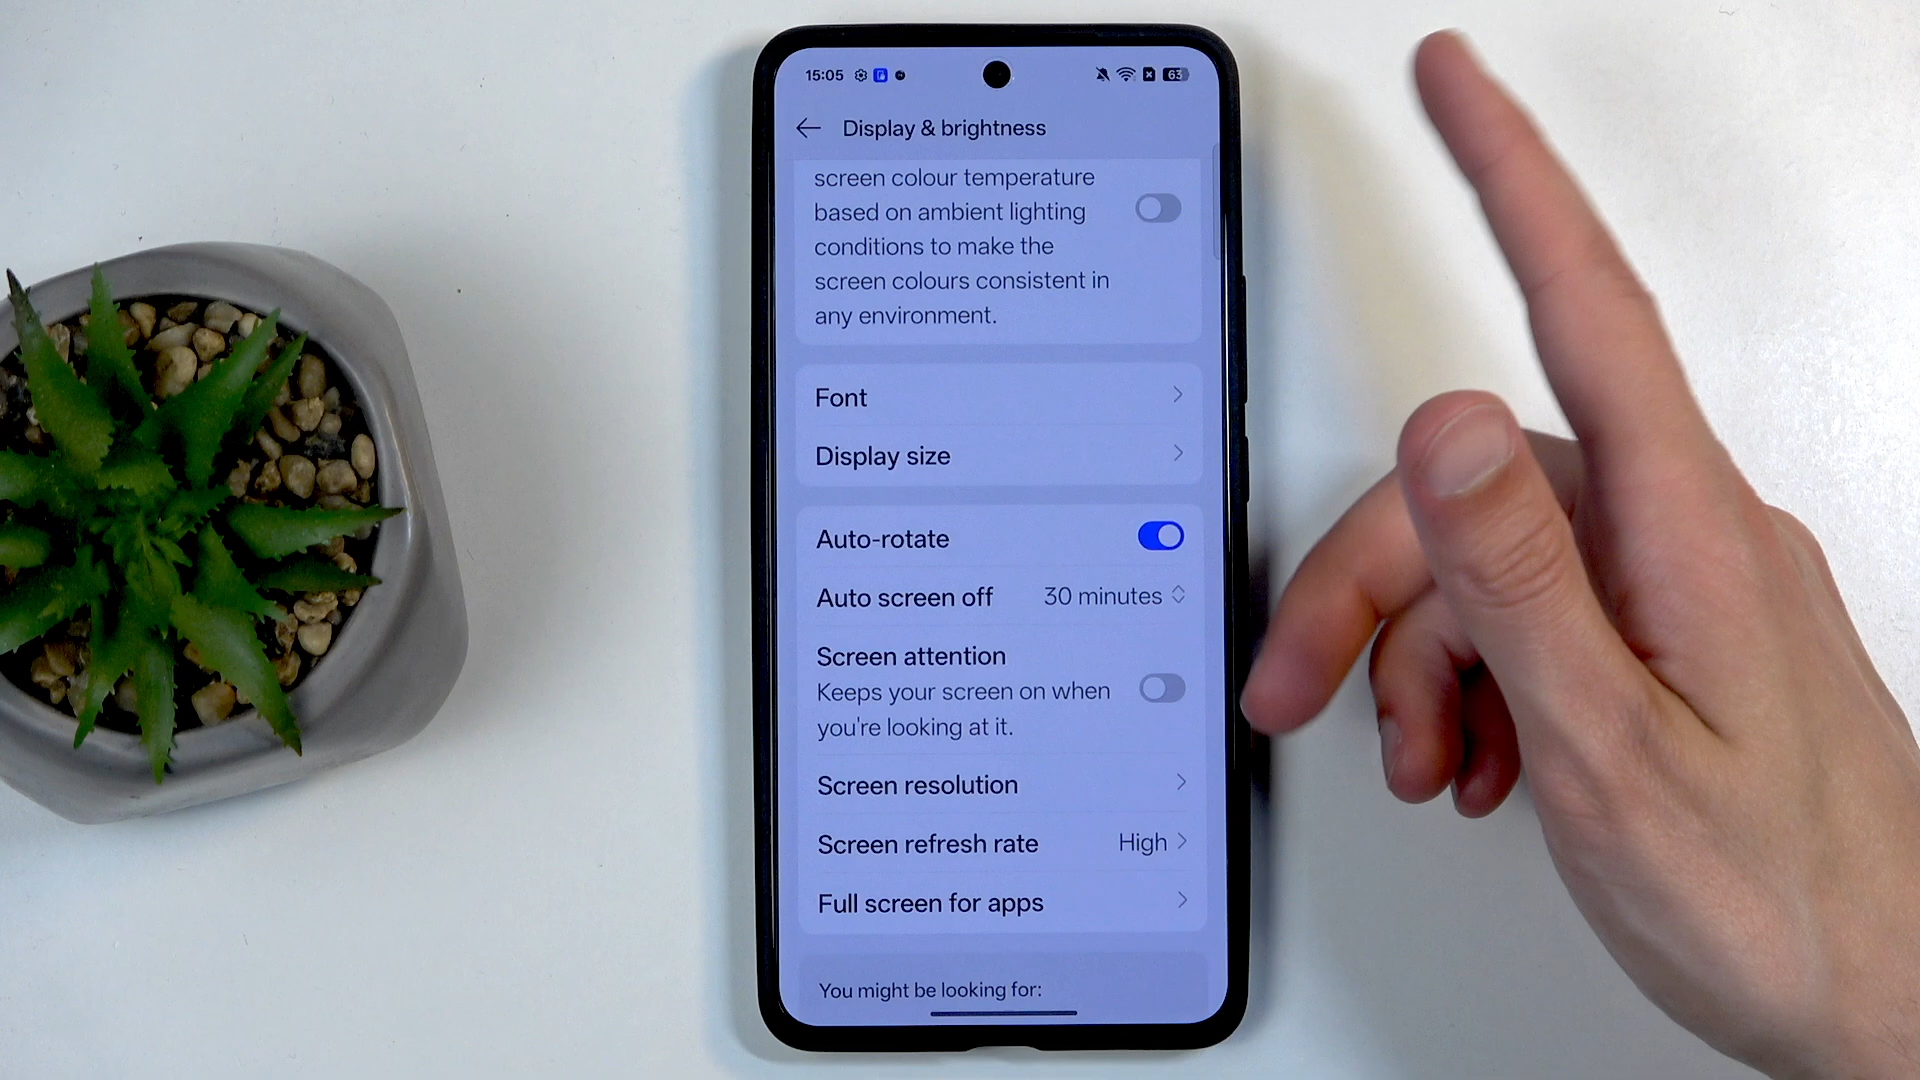 15:05 63
Display & brightness
screen colour temperature
based on ambient lighting
conditions to make the
screen colours consistent in
any environment.
Font
Display size
Auto-rotate
Auto screen off 30 minutes
Screen attention
Keeps your screen on when
you're looking at it.
Screen resolution
Screen refresh rate High
Full screen for apps
You might be looking for: